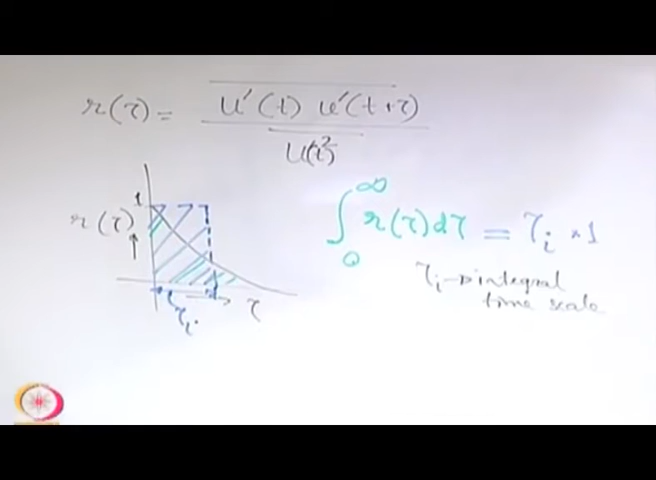 r(τ) = u'(t) u'(t+τ)
u(t)²
1
r(τ)
∫₀^∞ r(τ)dτ = τi × 1
τi → integral
time scale
τ
τi